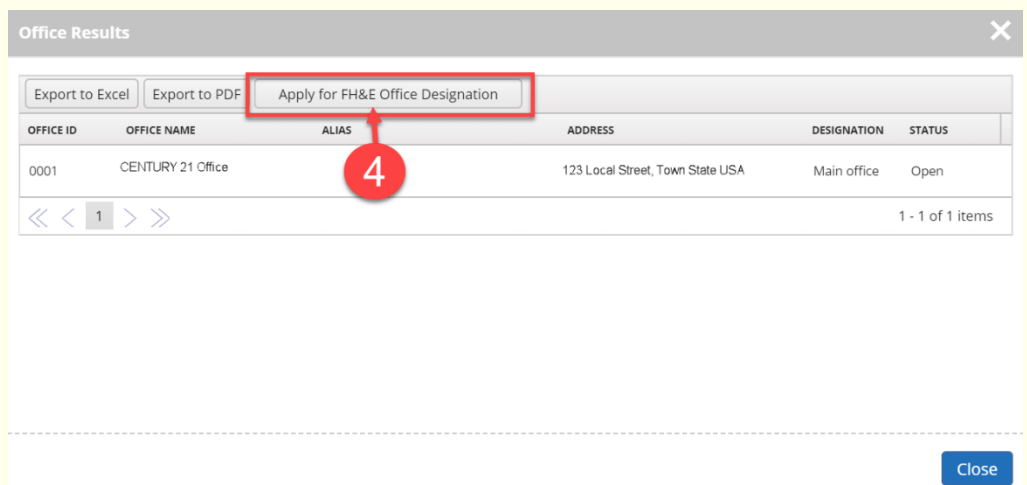 Office Results
Export to Excel Export to PDF Apply for FH&E Office Designation
OFFICE ID OFFICE NAME ALIAS ADDRESS DESIGNATION STATUS
0001 CENTURY 21 Office 123 Local Street, Town State USA Main office Open
4
1 1 - 1 of 1 items
Close